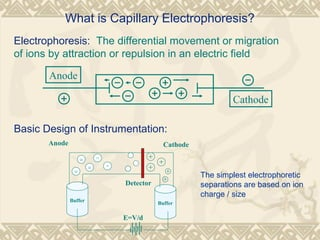 What is Capillary Electrophoresis?
Electrophoresis: The differential movement or migration
of ions by attraction or repulsion in an electric field
Anode
Cathode
Basic Design of Instrumentation:
Anode
Cathode
Detector
Buffer
Buffer
E=V/d
The simplest electrophoretic
separations are based on ion
charge / size